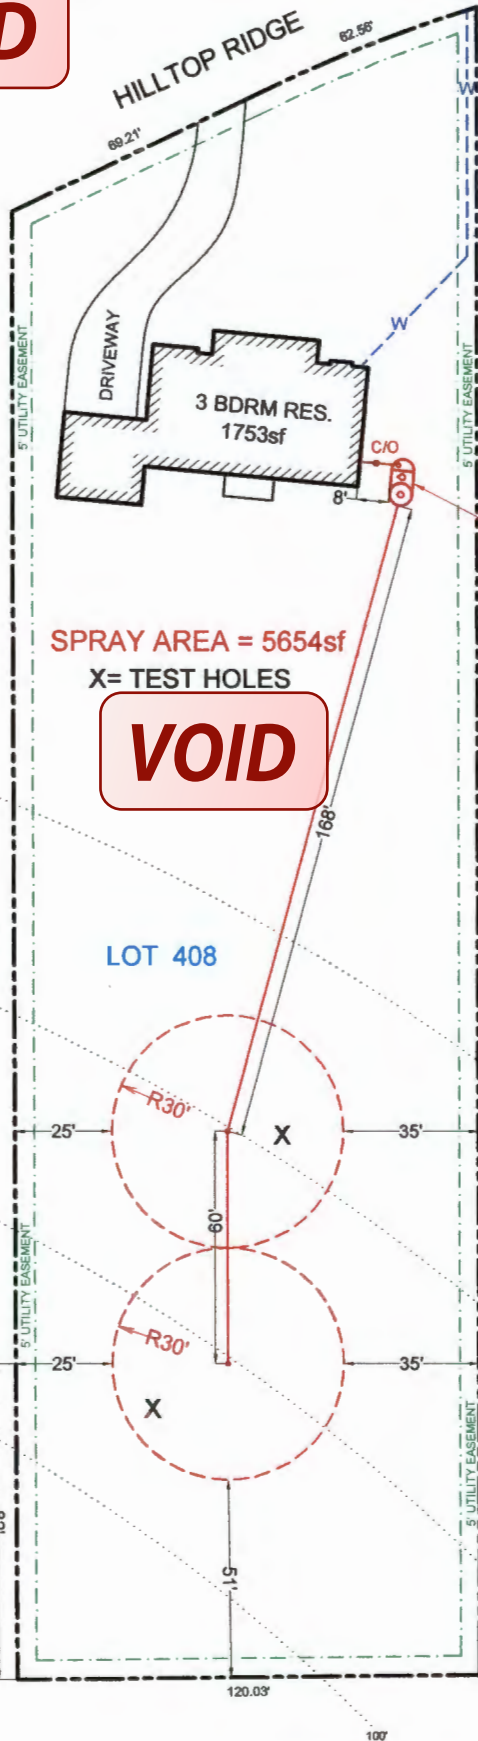 D
HILLTOP RIDGE
62.56'
69.21'
W
W
DRIVEWAY
5' UTILITY EASEMENT
5' UTILITY EASEMENT
3 BDRM RES.
1753sf
C/O
8'
SPRAY AREA = 5654sf
X= TEST HOLES
VOID
168'
LOT 408
R30'
X
25'
35'
60'
5' UTILITY EASEMENT
R30'
25'
35'
X
5' UTILITY EASEMENT
51'
120.03'
100'